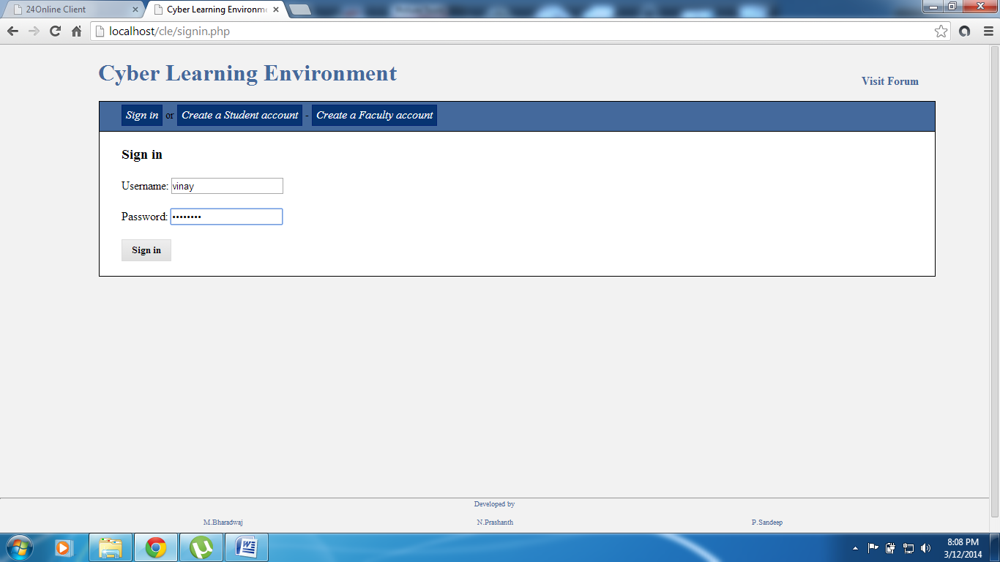 24Online Client
Cyber Learning Environme
localhost/cle/signin.php
Cyber Learning Environment
Visit Forum
Sign in or Create a Student account - Create a Faculty account
Sign in
Username: vinay
Password: ••••••••
Sign in
Developed by
M.Bharadwaj N.Prashanth P.Sandeep
8:08 PM
3/12/2014